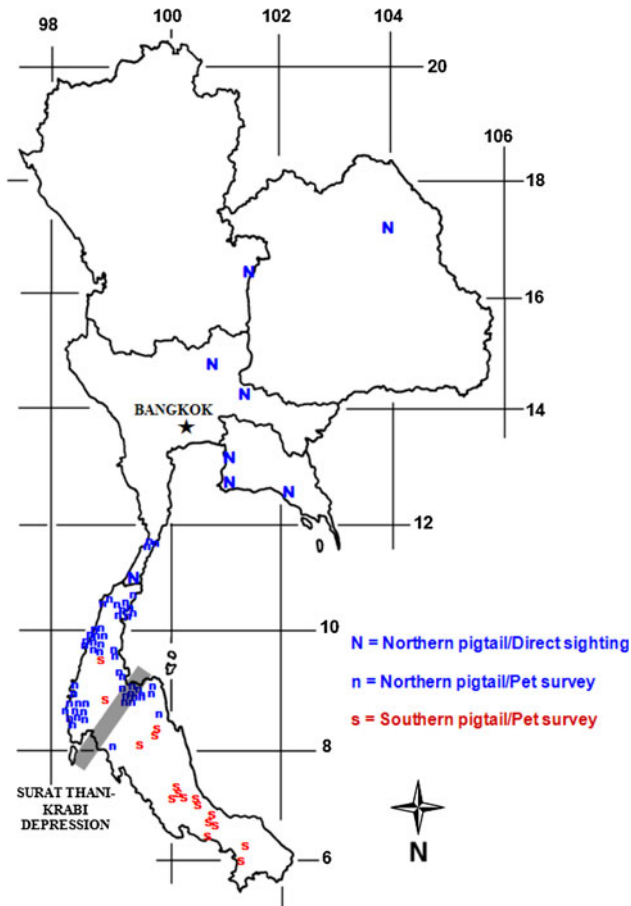 98 100 102 104
20
106
18
N
N
16
N
N
BANGKOK
14
N
N
N
12
N
10
N = Northern pigtail/Direct sighting
n = Northern pigtail/Pet survey
s = Southern pigtail/Pet survey
8
SURAT THANI-
KRABI
DEPRESSION
N
6